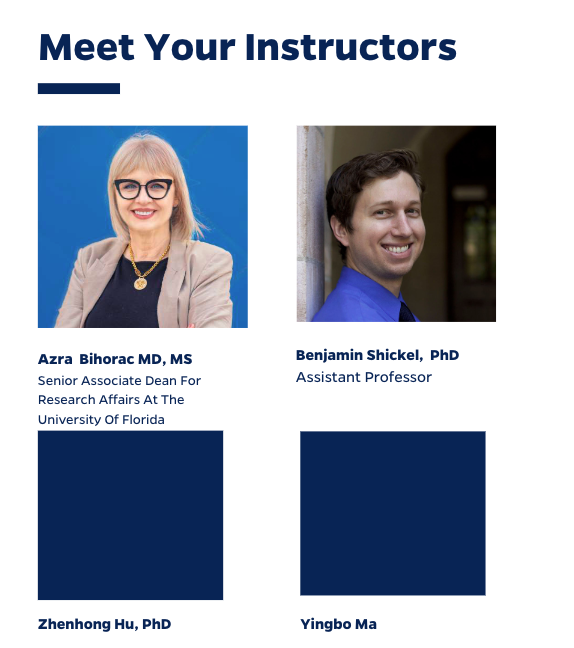 Meet Your Instructors
Azra Bihorac MD, MS
Senior Associate Dean For
Research Affairs At The
University Of Florida
Benjamin Shickel, PhD
Assistant Professor
Zhenhong Hu, PhD
Yingbo Ma